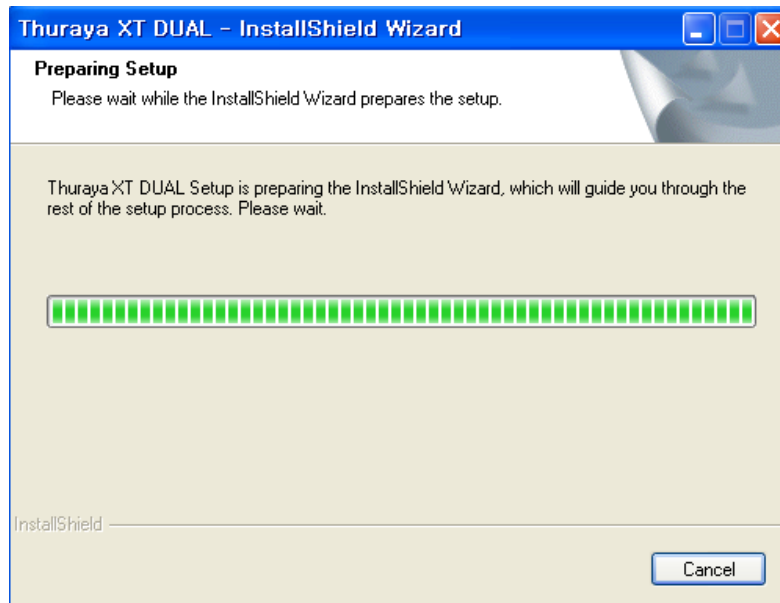 Thuraya XT DUAL - InstallShield Wizard
Preparing Setup
Please wait while the InstallShield Wizard prepares the setup.
Thuraya XT DUAL Setup is preparing the InstallShield Wizard, which will guide you through the
rest of the setup process. Please wait.
InstallShield
Cancel